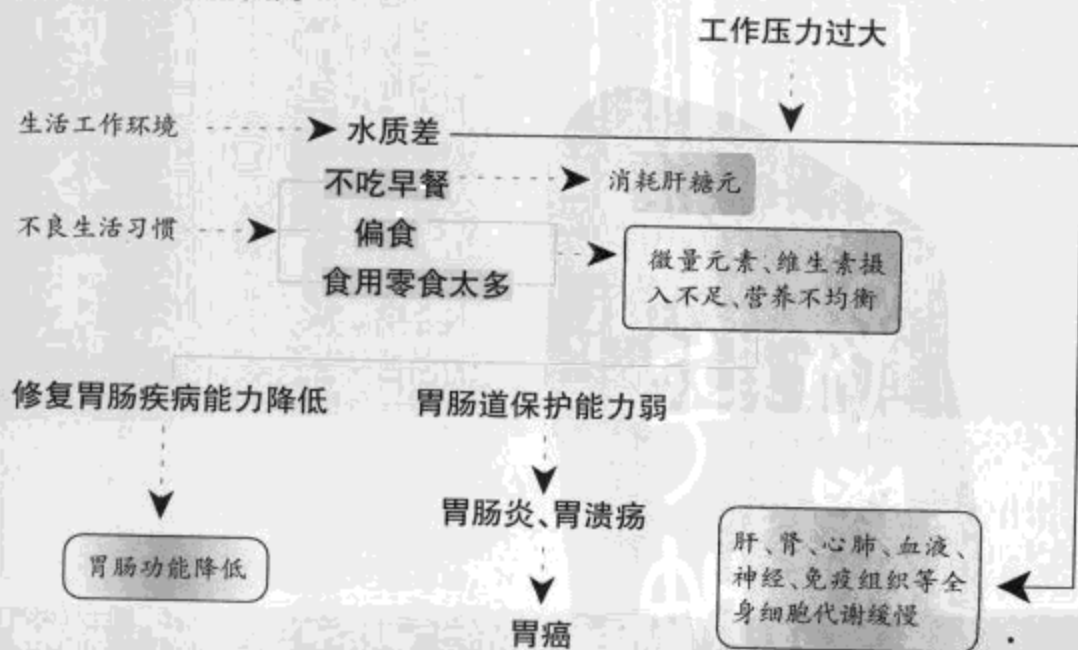 工作压力过大
生活工作环境
水质差
不吃早餐
消耗肝糖元
不良生活习惯
偏食
食用零食太多
微量元素、维生素摄
入不足、营养不均衡
修复胃肠疾病能力降低
胃肠道保护能力弱
胃肠功能降低
胃肠炎、胃溃疡
胃癌
肝、肾、心肺、血液、
神经、免疫组织等全
身细胞代谢缓慢